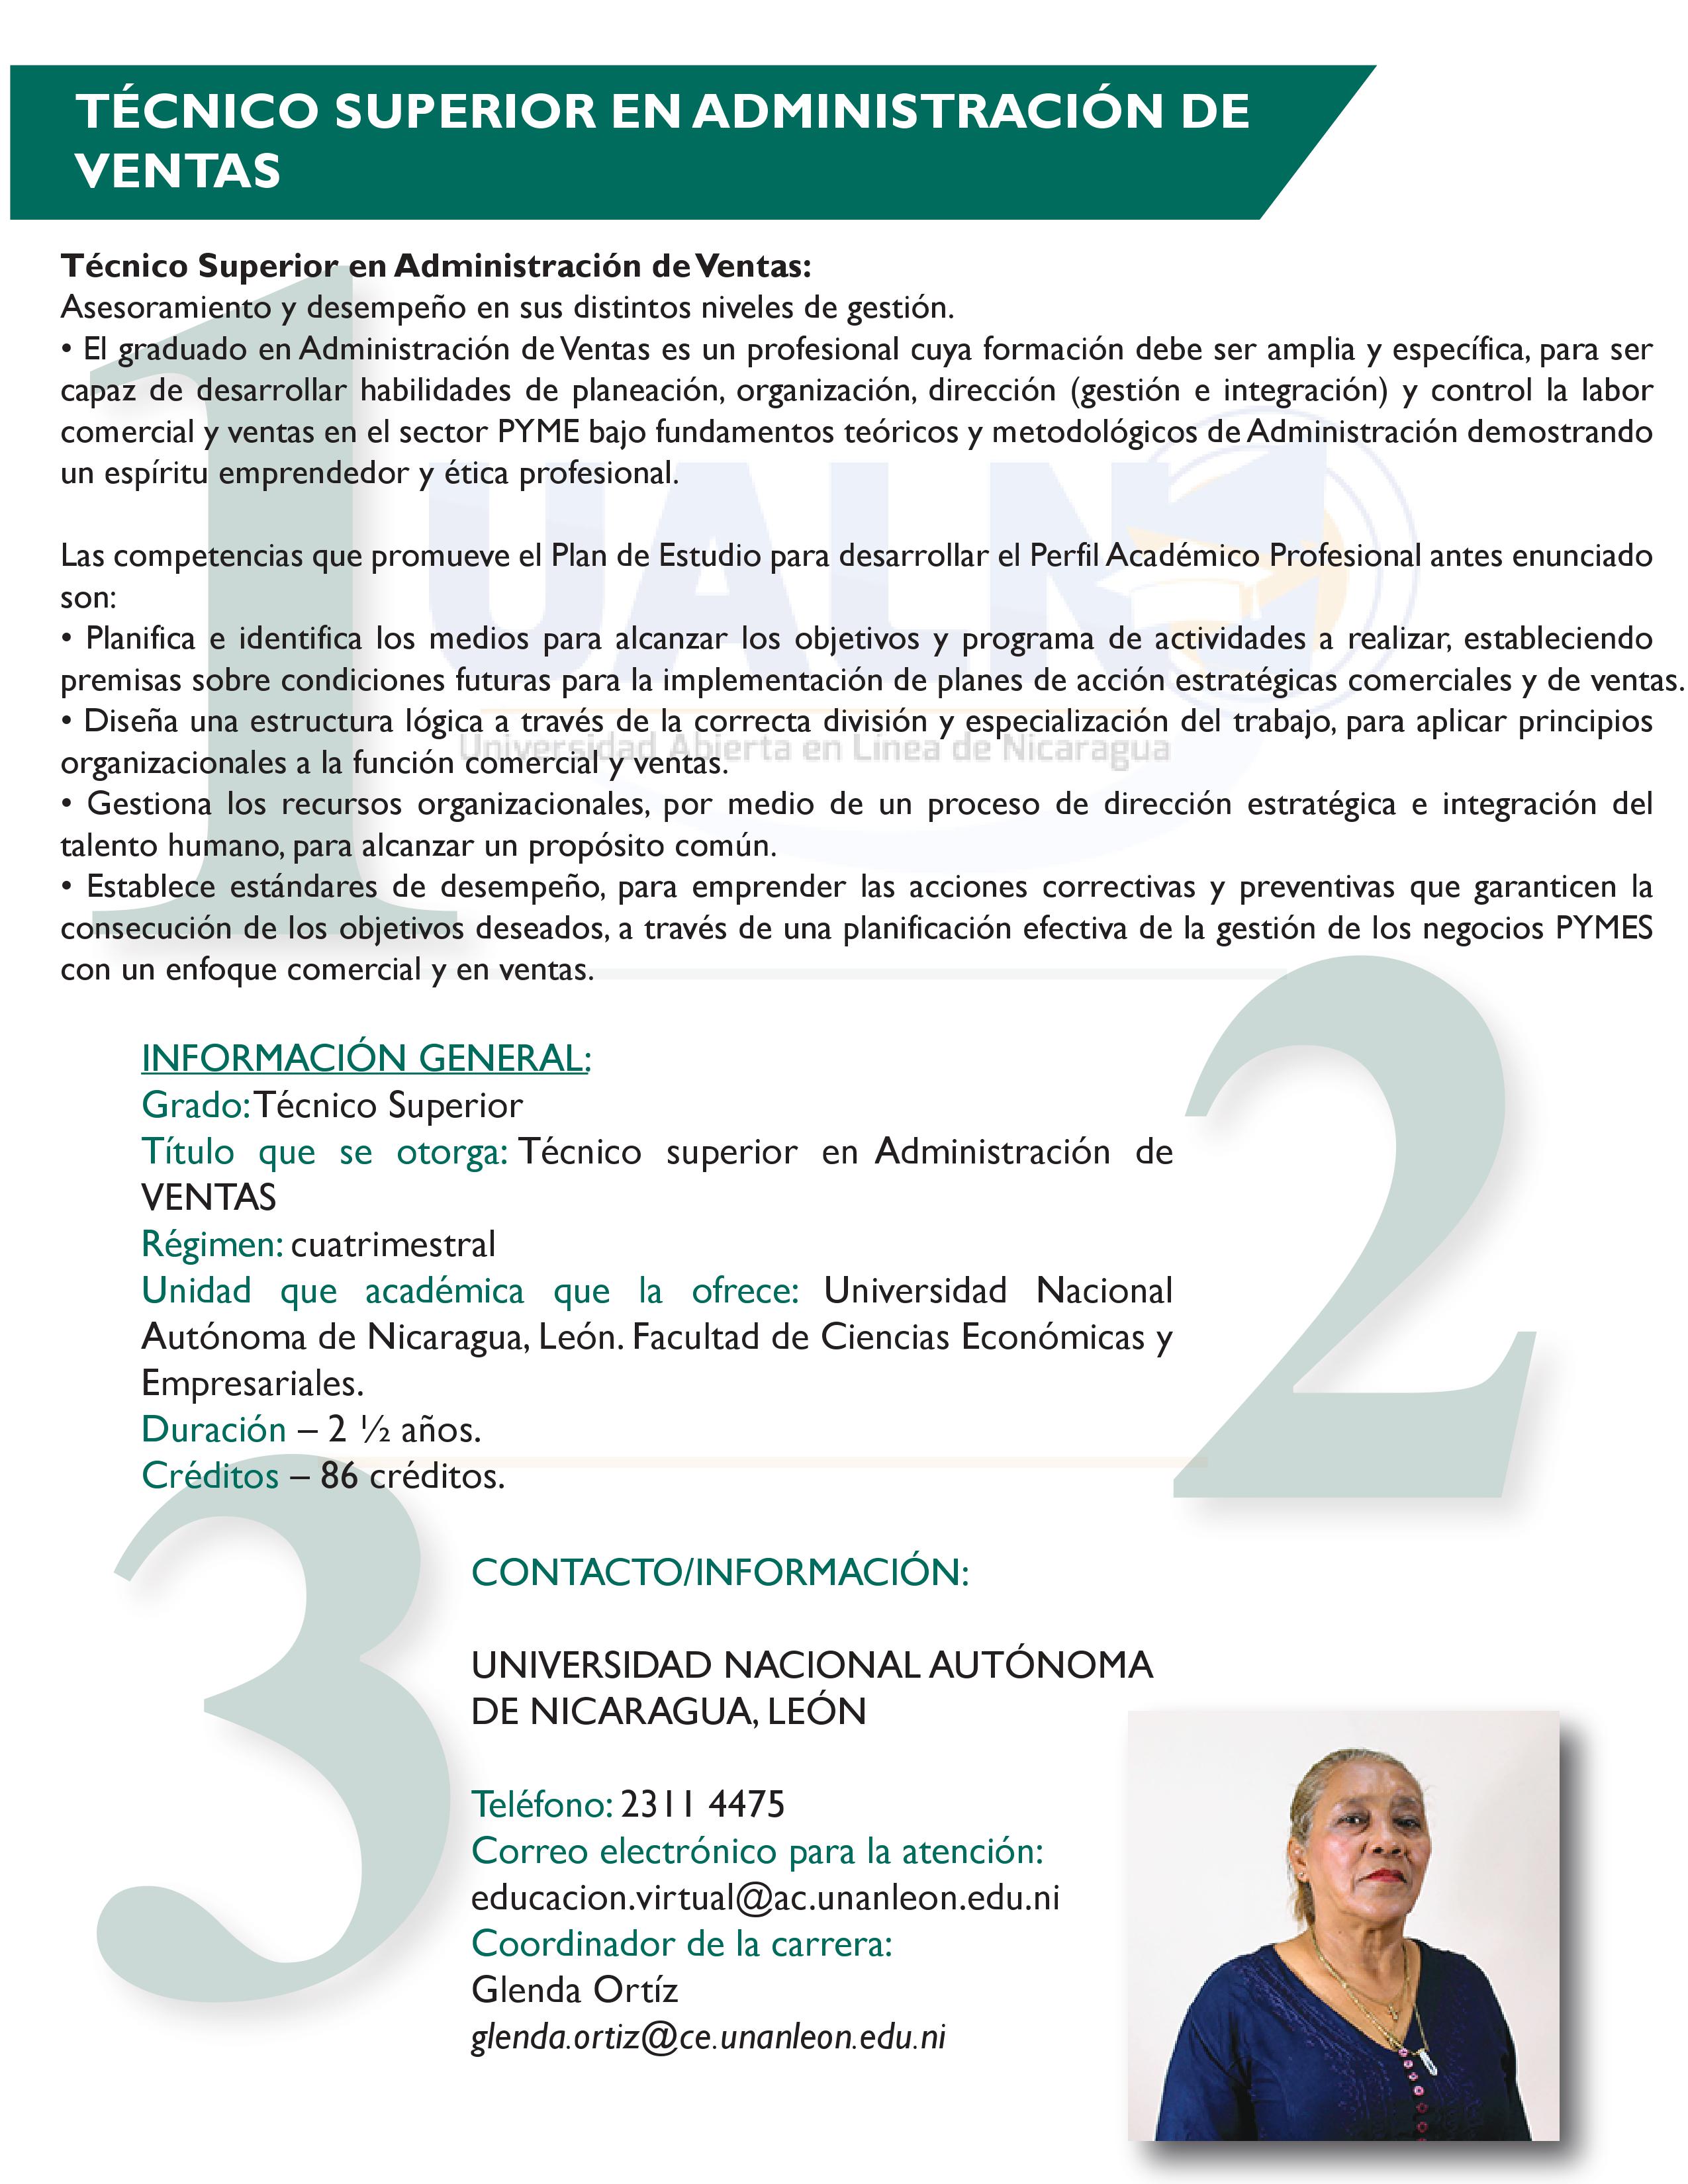 TÉCNICO SUPERIOR EN ADMINISTRACIÓN DE
VENTAS
Técnico Superior en Administración de Ventas:
Asesoramiento y desempeño en sus distintos niveles de gestión.
• El graduado en Administración de Ventas es un profesional cuya formación debe ser amplia y específica, para ser
capaz de desarrollar habilidades de planeación, organización, dirección (gestión e integración) y control la labor
comercial y ventas en el sector PYME bajo fundamentos teóricos y metodológicos de Administración demostrando
un espíritu emprendedor y ética profesional.
UALN
Las competencias que promueve el Plan de Estudio para desarrollar el Perfil Académico Profesional antes enunciado
son:
• Planifica e identifica los medios para alcanzar los objetivos y programa de actividades a realizar, estableciendo
premisas sobre condiciones futuras para la implementación de planes de acción estratégicas comerciales y de ventas.
• Diseña una estructura lógica a través de la correcta división y especialización del trabajo, para aplicar principios
Universidad Abierta en Línea de Nicaragua
organizacionales a la función comercial y ventas.
• Gestiona los recursos organizacionales, por medio de un proceso de dirección estratégica e integración del
talento humano, para alcanzar un propósito común.
• Establece estándares de desempeño, para emprender las acciones correctivas y preventivas que garanticen la
consecución de los objetivos deseados, a través de una planificación efectiva de la gestión de los negocios PYMES
con un enfoque comercial y en ventas.
1
INFORMACIÓN GENERAL:
Grado: Técnico Superior
Título que se otorga: Técnico superior en Administración de
VENTAS
Régimen: cuatrimestral
Unidad que académica que la ofrece: Universidad Nacional
Autónoma de Nicaragua, León. Facultad de Ciencias Económicas y
Empresariales.
Duración – 2 ½ años.
Créditos – 86 créditos.
2
3
CONTACTO/INFORMACIÓN:
UNIVERSIDAD NACIONAL AUTÓNOMA
DE NICARAGUA, LEÓN
Teléfono: 2311 4475
Correo electrónico para la atención:
educacion.virtual@ac.unanleon.edu.ni
Coordinador de la carrera:
Glenda Ortíz
glenda.ortiz@ce.unanleon.edu.ni